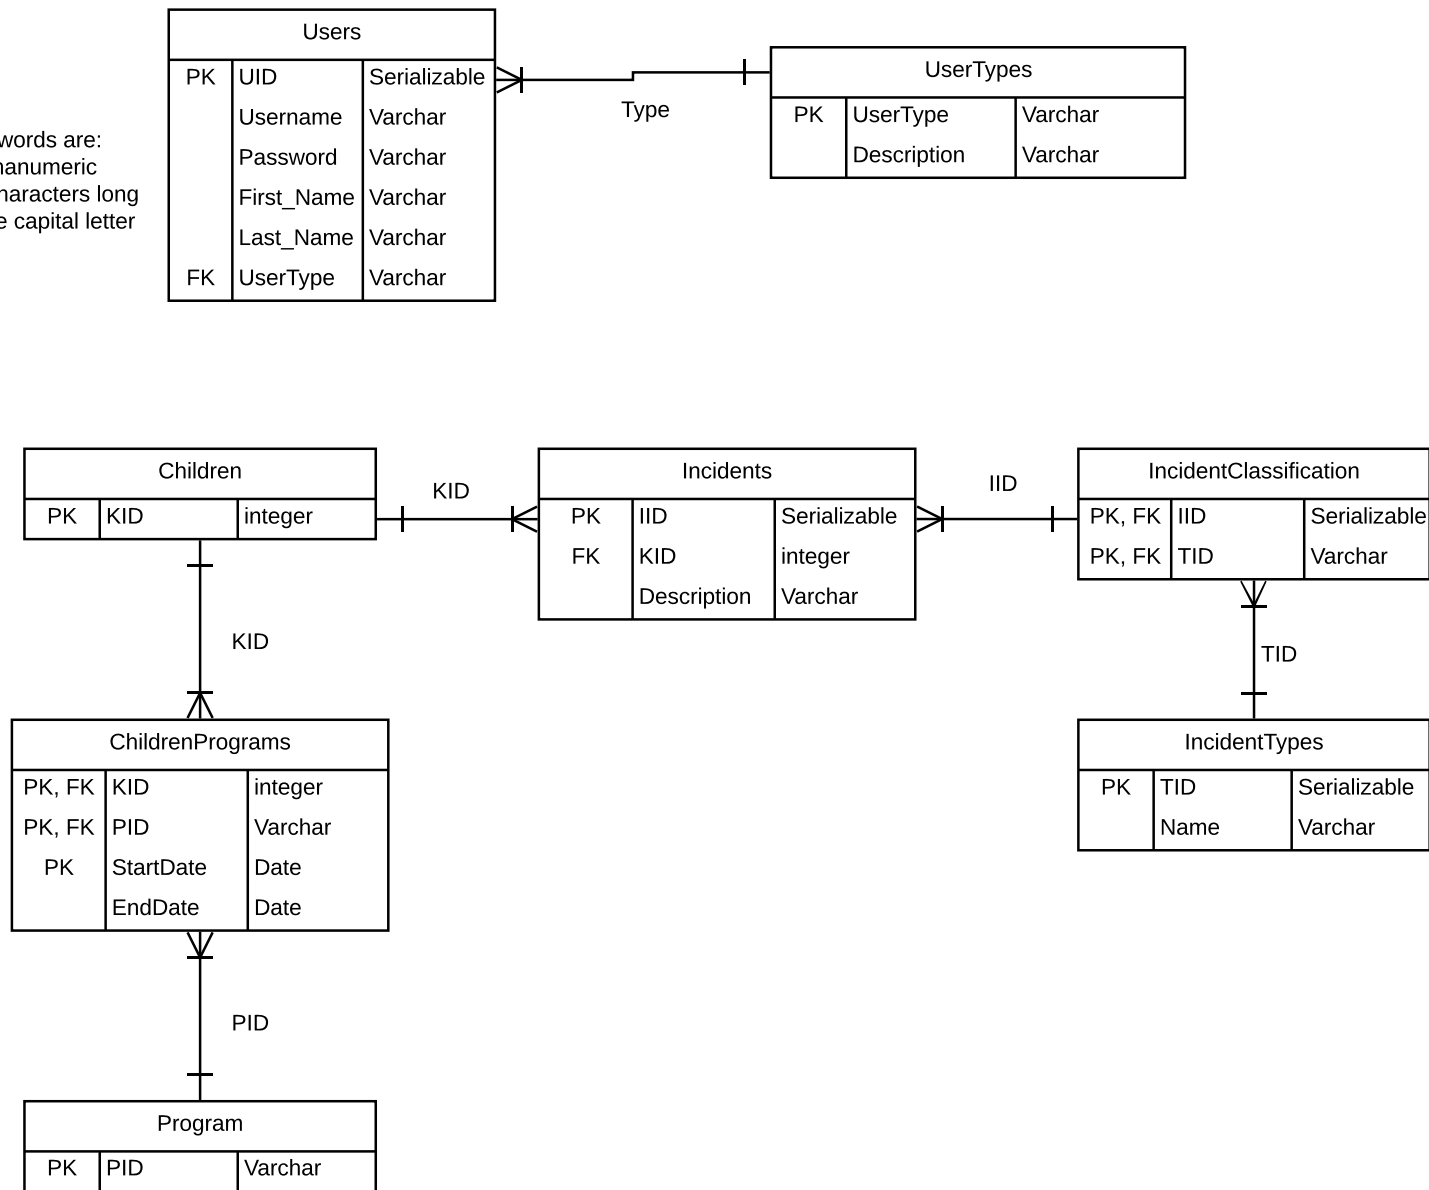 Users
PK UID Serializable
Username Varchar
Password Varchar
First_Name Varchar
Last_Name Varchar
FK UserType Varchar
Type
UserTypes
PK UserType Varchar
Description Varchar
words are:
characters long
capital letter
Children
PK KID integer
KID
Incidents
PK IID Serializable
FK KID integer
Description Varchar
IID
IncidentClassification
PK, FK IID Serializable
PK, FK TID Varchar
KID
TID
ChildrenPrograms
PK, FK KID integer
PK, FK PID Varchar
PK StartDate Date
EndDate Date
IncidentTypes
PK TID Serializable
Name Varchar
PID
Program
PK PID Varchar